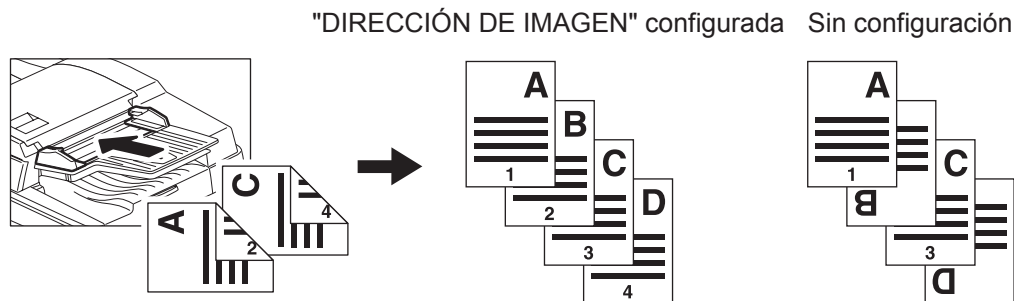 "DIRECCIÓN DE IMAGEN" configurada Sin configuración
A
1
B
2
C
3
D
4
A
1
B
C
3
D
C
4
A
2